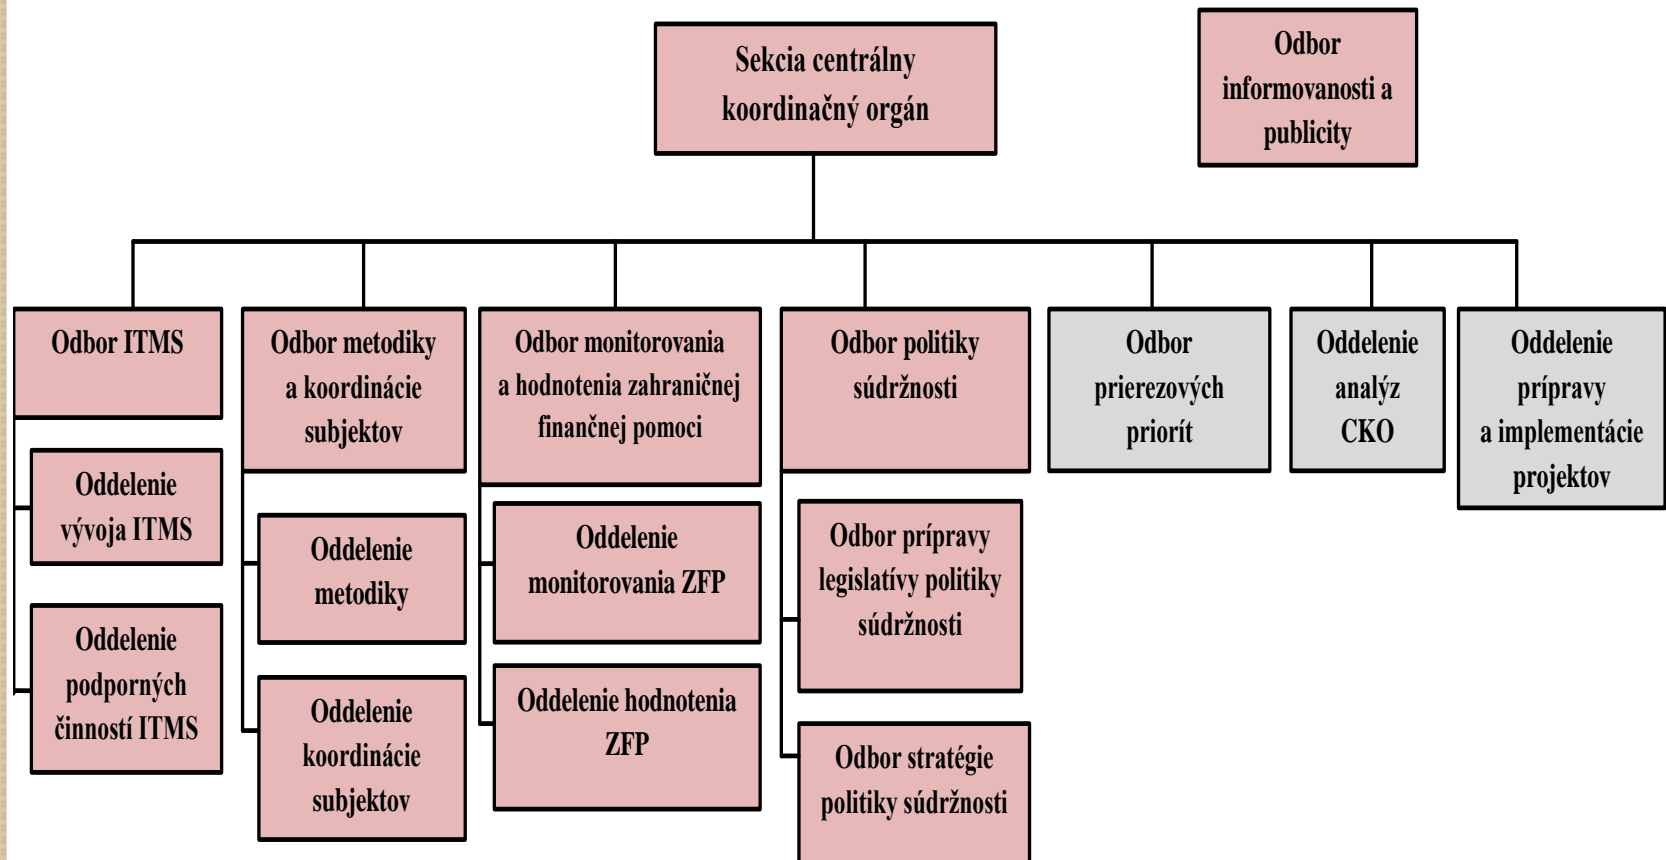 Sekcia centrálny
koordinačný orgán
Odbor
informovanosti a
publicity
Odbor ITMS
Oddelenie
vývoja ITMS
Oddelenie
podporných
činností ITMS
Odbor metodiky
a koordinácie
subjektov
Oddelenie
metodiky
Oddelenie
koordinácie
subjektov
Odbor monitorovania
a hodnotenia zahraničnej
finančnej pomoci
Oddelenie
monitorovania ZFP
Oddelenie hodnotenia
ZFP
Odbor politiky
súdržnosti
Odbor prípravy
legislatívy politiky
súdržnosti
Odbor stratégie
politiky súdržnosti
Odbor
prierezových
priorít
Oddelenie
analýz
CKO
Oddelenie
prípravy
a implementácie
projektov